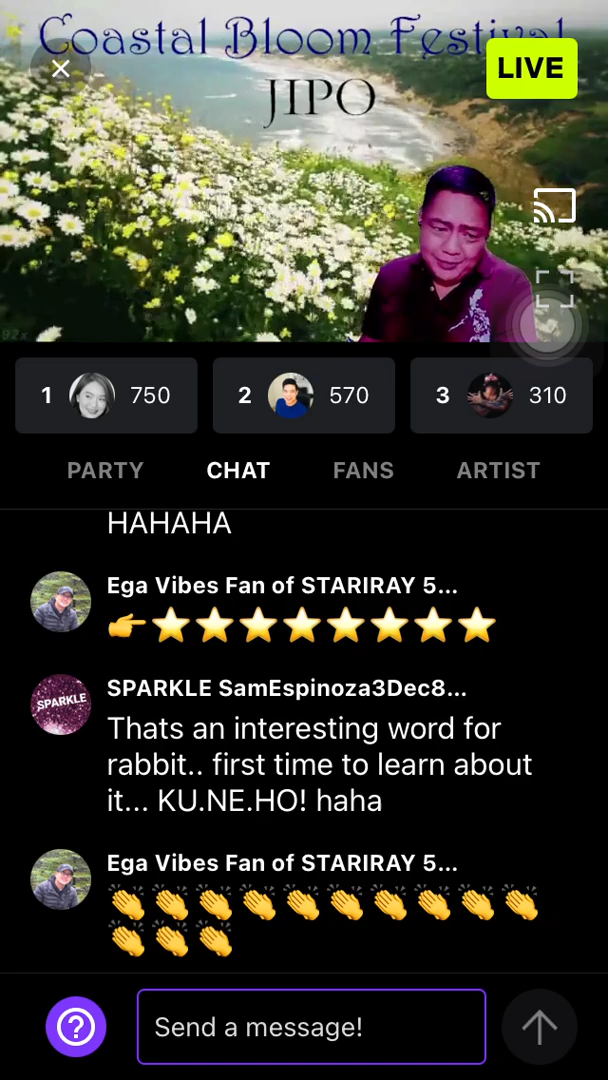 Coastal Bloom Festival
LIVE
JIPO
1 750
2 570
3 310
PARTY CHAT FANS ARTIST
HAHAHA
Ega Vibes Fan of STARIRAY 5...
👉⭐⭐⭐⭐⭐⭐⭐⭐
SPARKLE
SPARKLE SamEspinoza3Dec8...
Thats an interesting word for
rabbit.. first time to learn about
it... KU.NE.HO! haha
Ega Vibes Fan of STARIRAY 5...
👏👏👏👏👏👏👏👏👏👏
👏👏👏
Send a message!